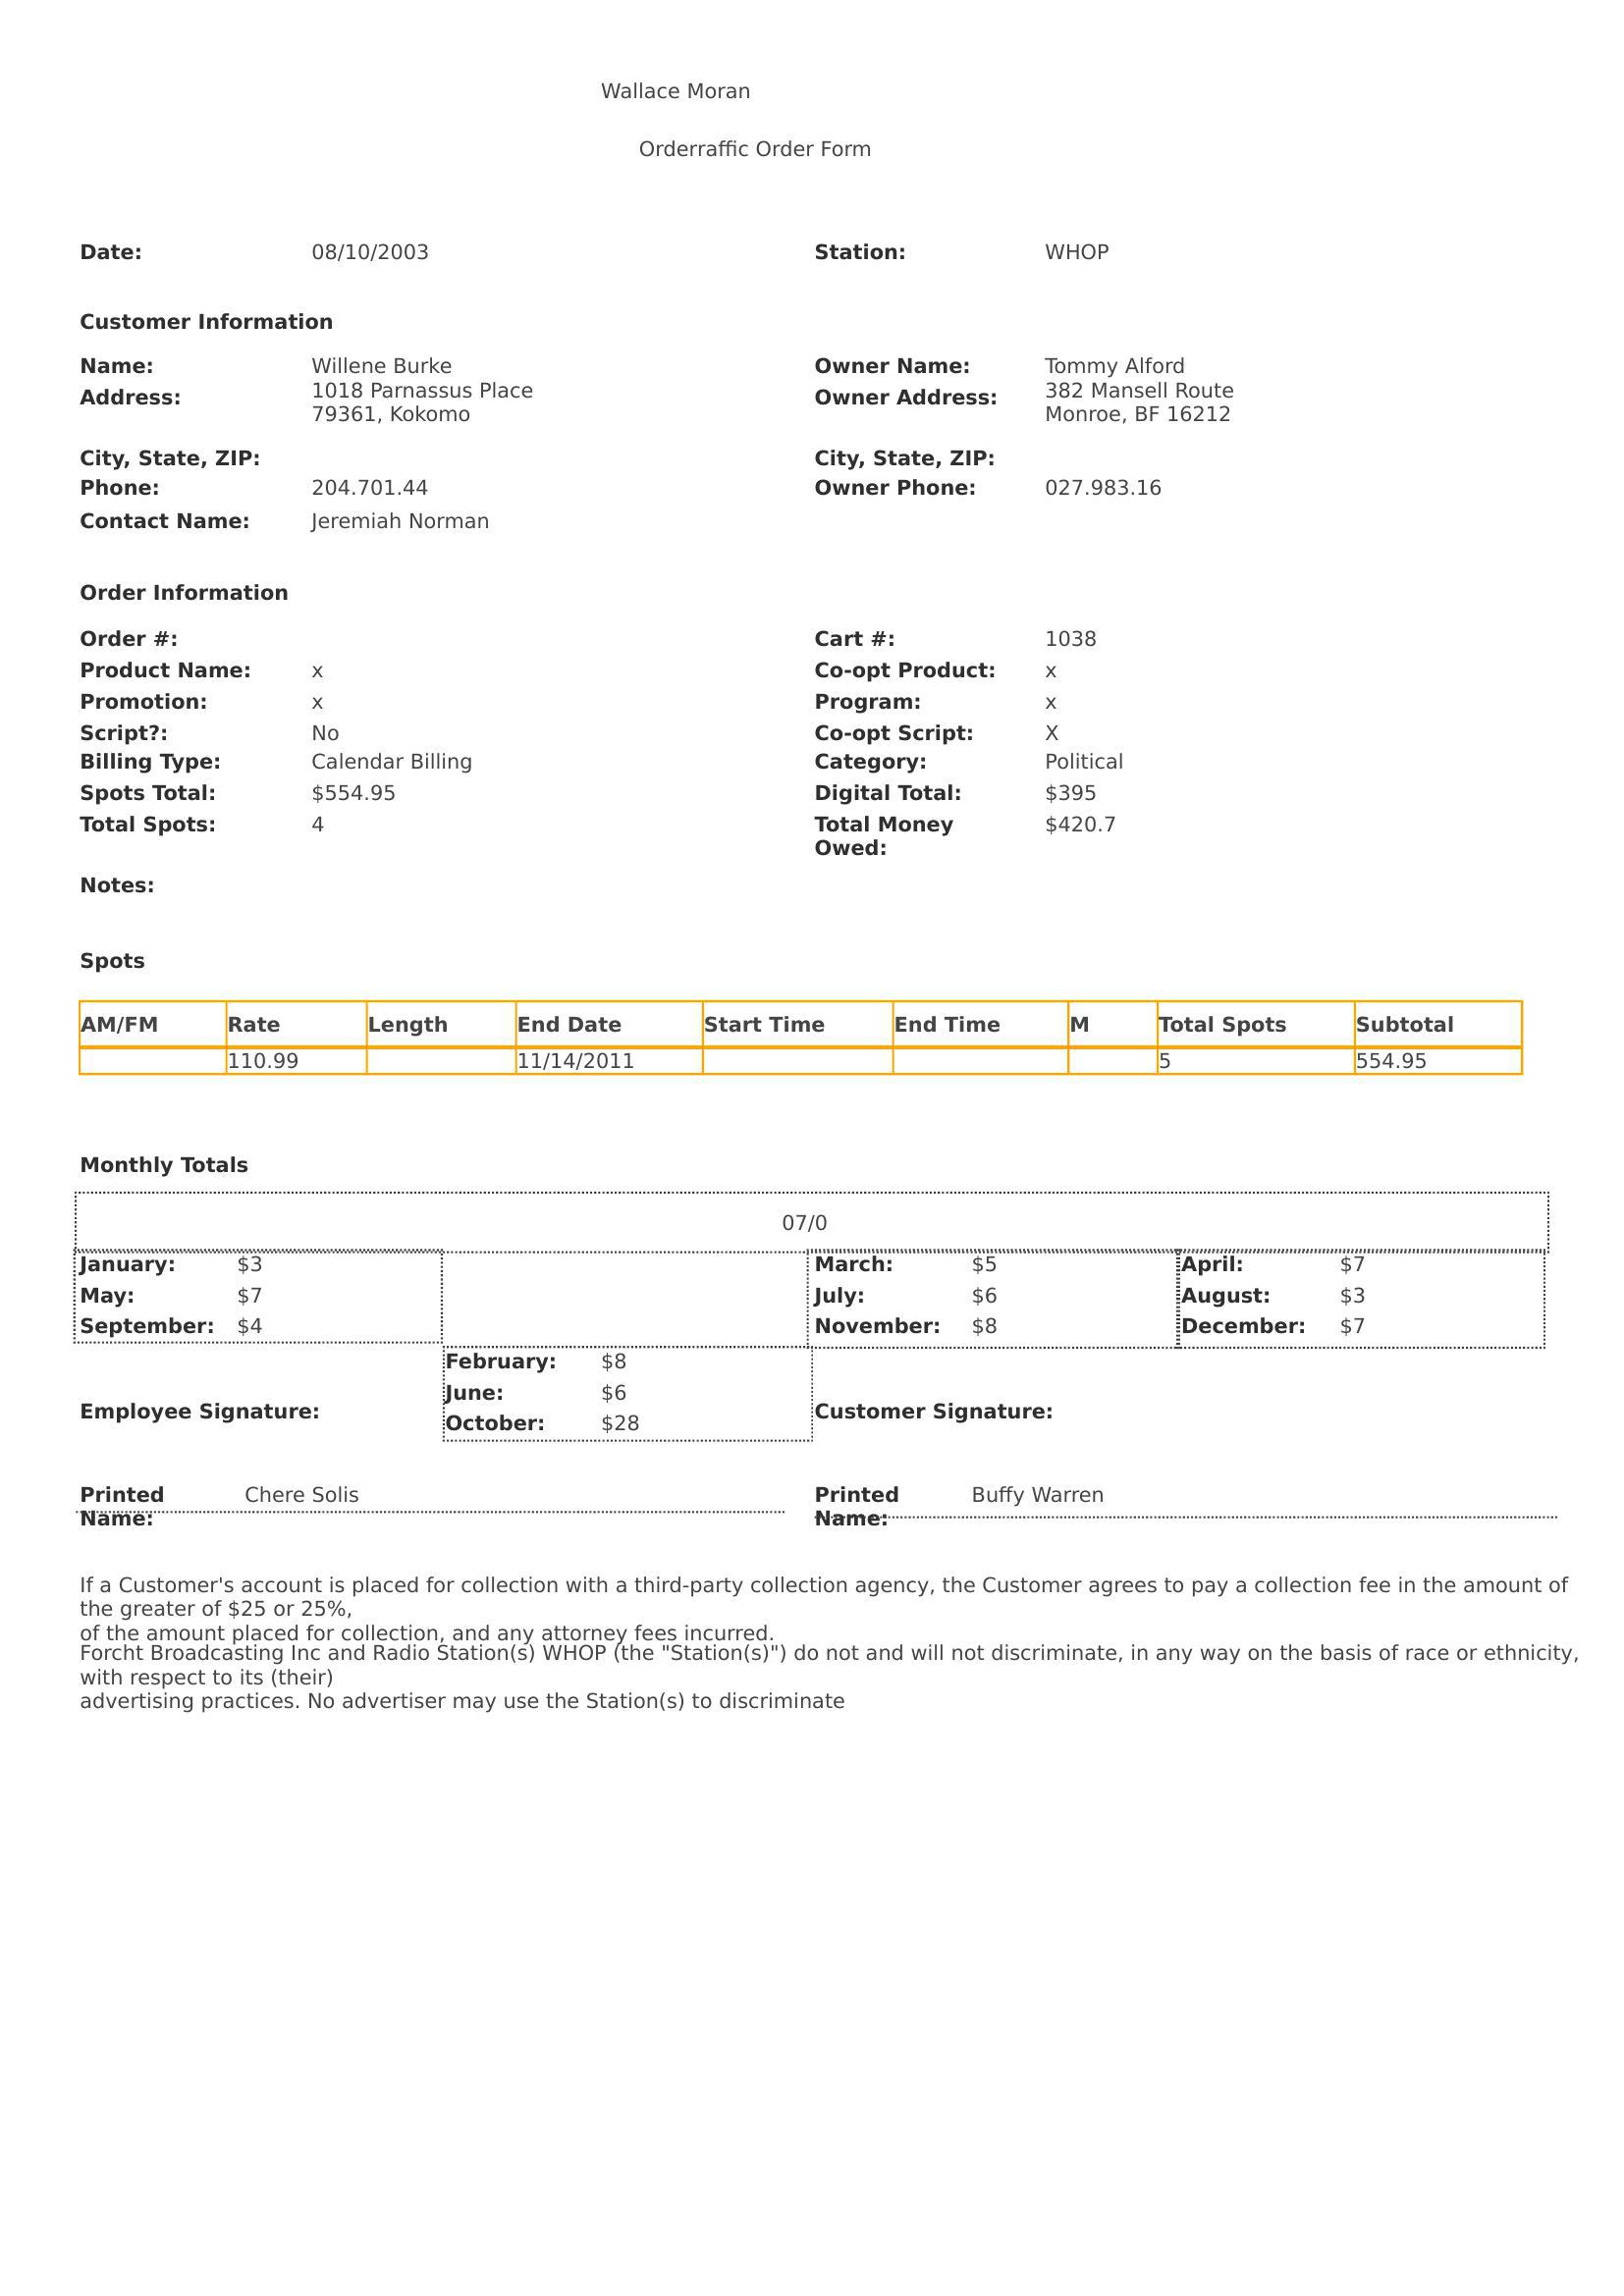 Wallace Moran
Orderraffic Order Form
Date: 08/10/2003 Station: WHOP
Customer Information
Name: Willene Burke Owner Name: Tommy Alford
Address: 1018 Parnassus Place Owner Address: 382 Mansell Route
79361, Kokomo Monroe, BF 16212
City, State, ZIP: City, State, ZIP:
Phone: 204.701.44 Owner Phone: 027.983.16
Contact Name: Jeremiah Norman
Order Information
Order #: Cart #: 1038
Product Name: x Co-opt Product: x
Promotion: x Program: x
Script?: No Co-opt Script: X
Billing Type: Calendar Billing Category: Political
Spots Total: $554.95 Digital Total: $395
Total Spots: 4 Total Money $420.7
Owed:
Notes:
Spots
AM/FM Rate Length End Date Start Time End Time M Total Spots Subtotal
110.99 11/14/2011 5 554.95
Monthly Totals
07/0
January: $3 March: $5 April: $7
May: $7 July: $6 August: $3
September: $4 November: $8 December: $7
February: $8
June: $6
Employee Signature: Customer Signature:
October: $28
Printed Chere Solis Printed Buffy Warren
Name: Name:
If a Customer's account is placed for collection with a third-party collection agency, the Customer agrees to pay a collection fee in the amount of
the greater of $25 or 25%,
of the amount placed for collection, and any attorney fees incurred.
Forcht Broadcasting Inc and Radio Station(s) WHOP (the "Station(s)") do not and will not discriminate, in any way on the basis of race or ethnicity,
with respect to its (their)
advertising practices. No advertiser may use the Station(s) to discriminate